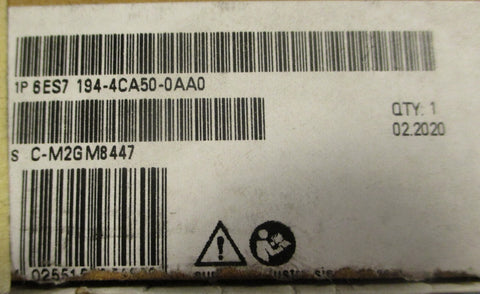 1P 6ES7 194-4CA50-0AA0
QTY: 1
02.2020
S C-M2GM8447